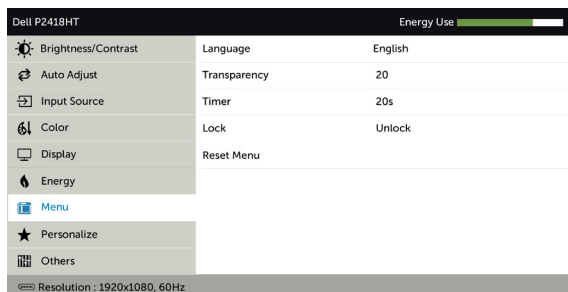 Dell P2418HT Energy Use
Brightness/Contrast Language English
Auto Adjust Transparency 20
Input Source Timer 20s
Color Lock Unlock
Display Reset Menu
Energy
Menu
Personalize
Others
Resolution : 1920x1080, 60Hz